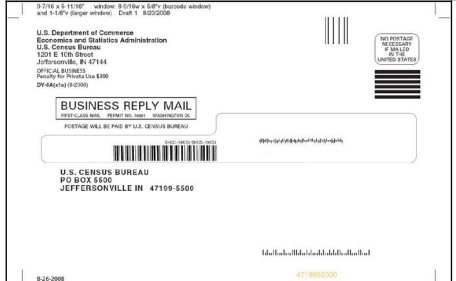 9-7/16 x 5-11/16" window: 8-5/16w x 5/8"v (barcode window)
and 1-1/8"v (larger window) Draft 1 8/20/2008
U.S. Department of Commerce
Economics and Statistics Administration
U.S. Census Bureau
1201 E 10th Street
Jeffersonville, IN 47144
OFFICIAL BUSINESS
Penalty for Private Use $300
NO POSTAGE
NECESSARY
IF MAILED
IN THE
UNITED STATES
BUSINESS REPLY MAIL
FIRST-CLASS MAIL PERMIT NO. WASHINGTON DC
POSTAGE WILL BE PAID BY U.S. CENSUS BUREAU
U.S. CENSUS BUREAU
PO BOX 5500
JEFFERSONVILLE IN 47199-5500
8-26-2008